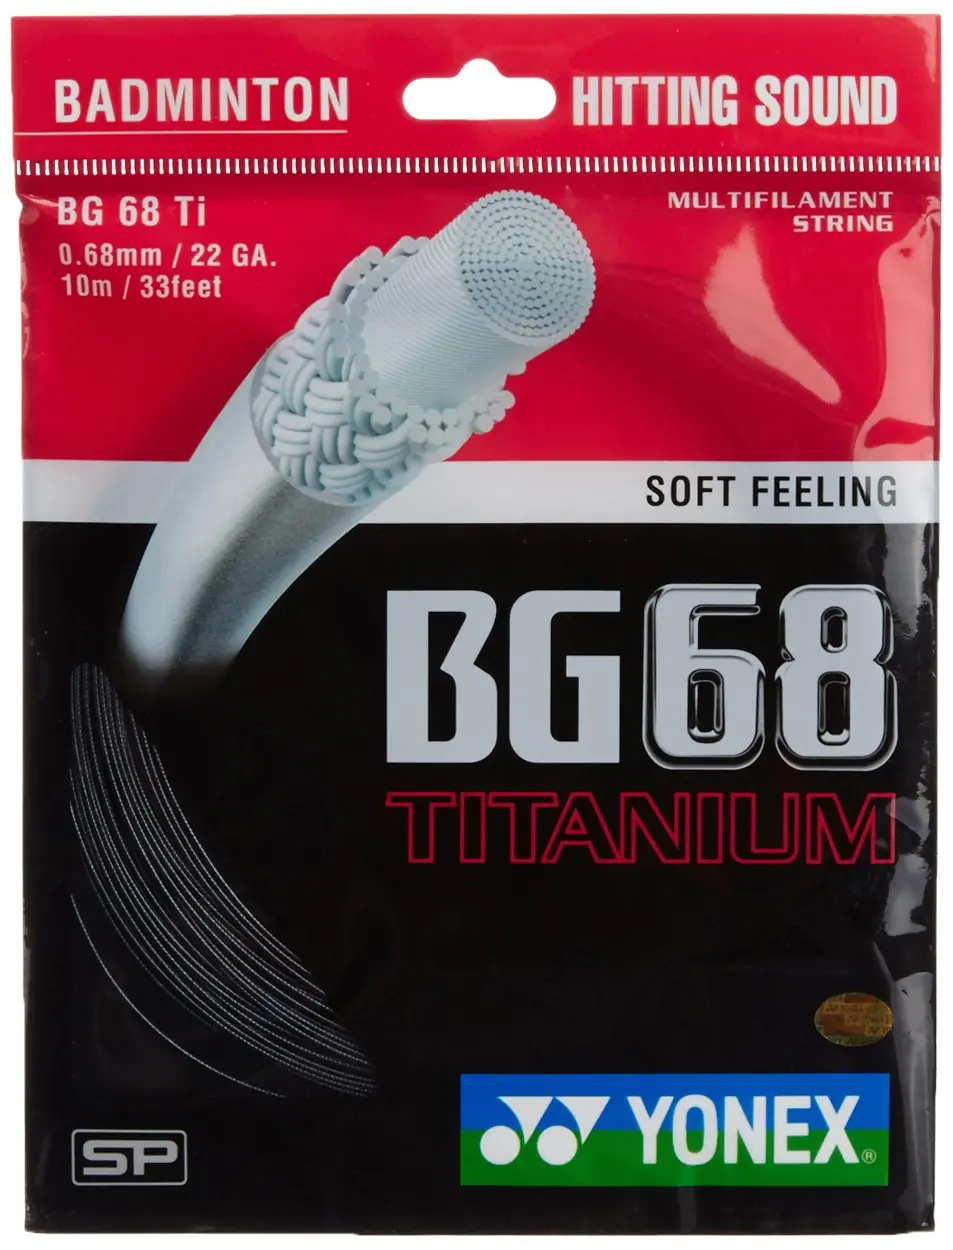 BADMINTON
HITTING SOUND
BG 68 Ti
0.68mm / 22 GA.
10m / 33feet
MULTIFILAMENT
STRING
SOFT FEELING
BG68
TITANIUM
YONEX®
SP